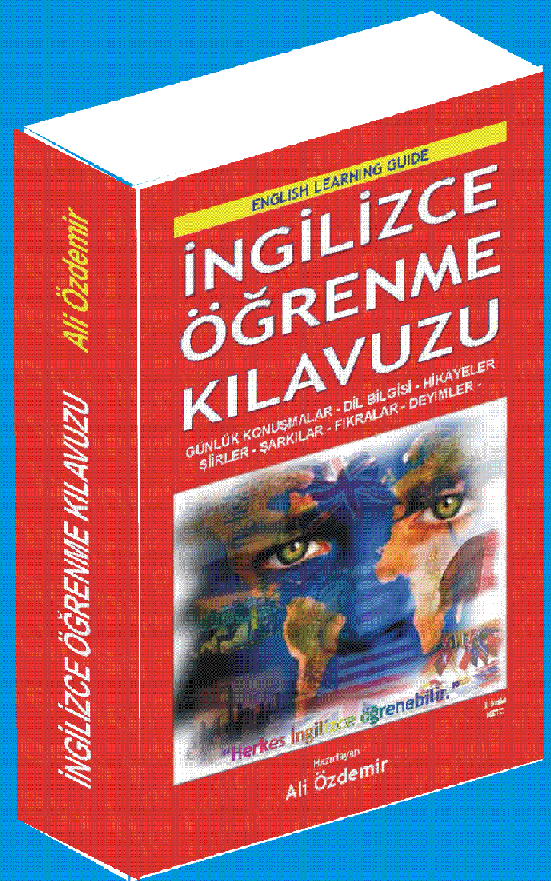 ENGLISH LEARNING GUIDE
İNGİLİZCE
ÖĞRENME
KILAVUZU
GÜNLÜK KONUŞMALAR - DİL BİLGİSİ - HİKAYELER
ŞİİRLER - ŞARKILAR - FIKRALAR - DEYİMLER -
"Herkes İngilizce öğrenebilir."
Hazırlayan
Ali Özdemir
İNGİLİZCE ÖĞRENME KILAVUZU Ali Özdemir